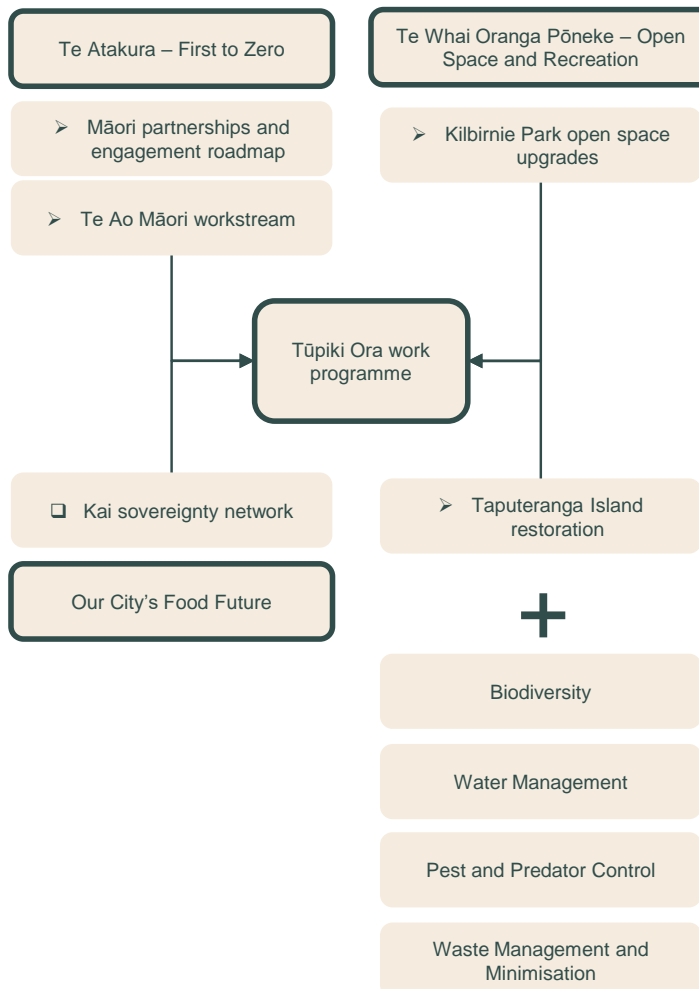 Te Atakura – First to Zero
Te Whai Oranga Pōneke – Open
Space and Recreation
➢ Māori partnerships and
engagement roadmap
➢ Kilbirnie Park open space
upgrades
➢ Te Ao Māori workstream
Tūpiki Ora work
programme
❑ Kai sovereignty network
➢ Taputeranga Island
restoration
Our City’s Food Future
+
Biodiversity
Water Management
Pest and Predator Control
Waste Management and
Minimisation